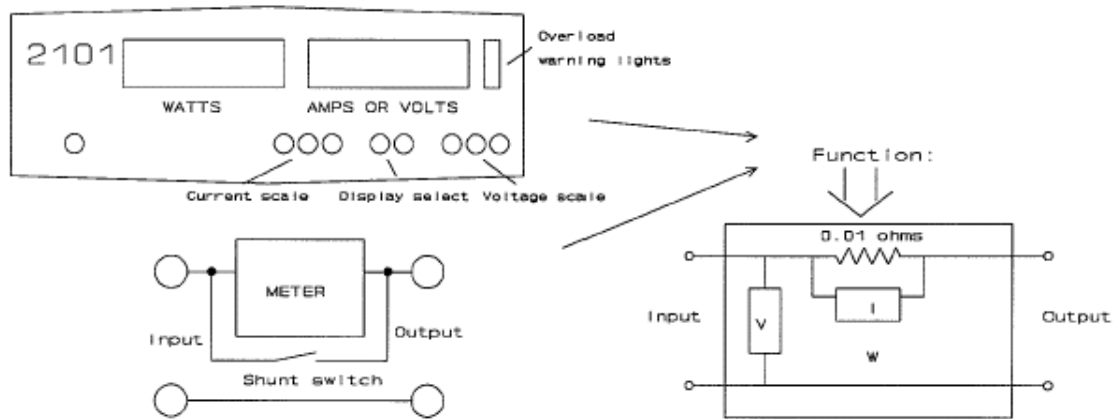 2101
Overload
warning lights
WATTS
AMPS OR VOLTS
Current scale
Display select
Voltage scale
Function:
METER
Input
Output
Shunt switch
0.01 ohms
Input
V
I
W
Output